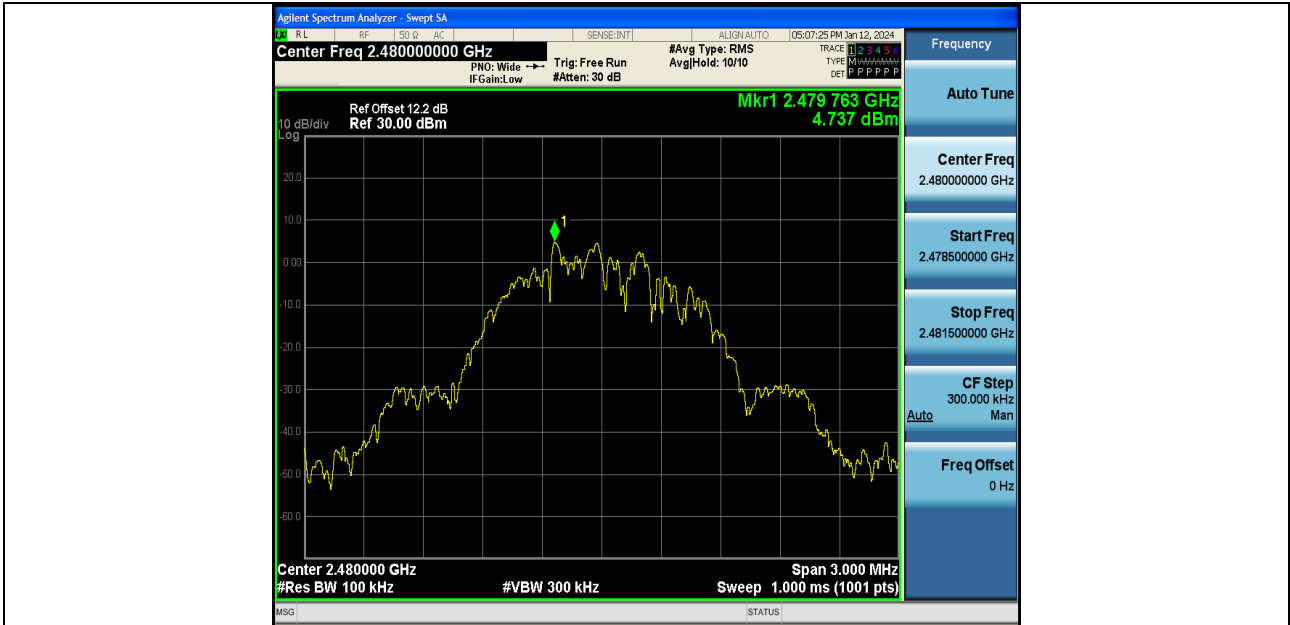 Agilent Spectrum Analyzer - Swept SA
RL RF 50 Ω AC SENSE:INT ALIGN AUTO 05:07:25 PM Jan 12, 2024
Center Freq 2.480000000 GHz
PNO: Wide
IFGain:Low
Trig: Free Run
#Atten: 30 dB
#Avg Type: RMS
Avg|Hold: 10/10
TRACE 1 2 3 4 5 6
TYPE M
DET P P P P P P
Ref Offset 12.2 dB
Ref 30.00 dBm
10 dB/div
Log
Mkr1 2.479 763 GHz
4.737 dBm
20.0
10.0
0.00
-10.0
-20.0
-30.0
-40.0
-50.0
-60.0
1
Center 2.480000 GHz
Span 3.000 MHz
#Res BW 100 kHz
#VBW 300 kHz
Sweep 1.000 ms (1001 pts)
MSG
STATUS
Frequency
Auto Tune
Center Freq
2.480000000 GHz
Start Freq
2.478500000 GHz
Stop Freq
2.481500000 GHz
CF Step
300.000 kHz
Auto Man
Freq Offset
0 Hz